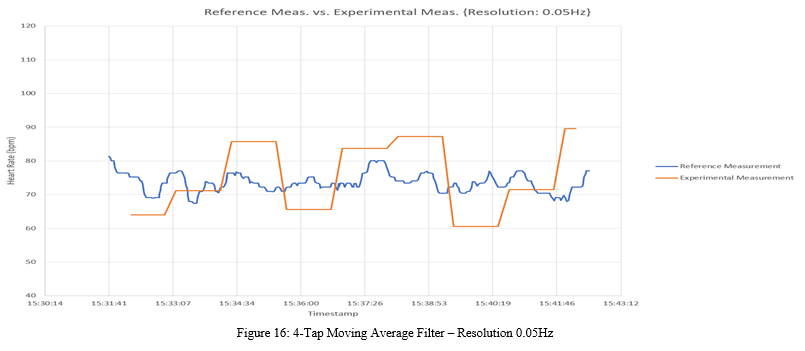 Reference Meas. vs. Experimental Meas. {Resolution: 0.05Hz}
120
110
100
90
80
70
60
50
40
Heart Rate (bpm)
15:30:14 15:31:41 15:33:07 15:34:34 15:36:00 15:37:26 15:38:53 15:40:19 15:41:46 15:43:12
Timestamp
Reference Measurement
Experimental Measurement
Figure 16: 4-Tap Moving Average Filter – Resolution 0.05Hz